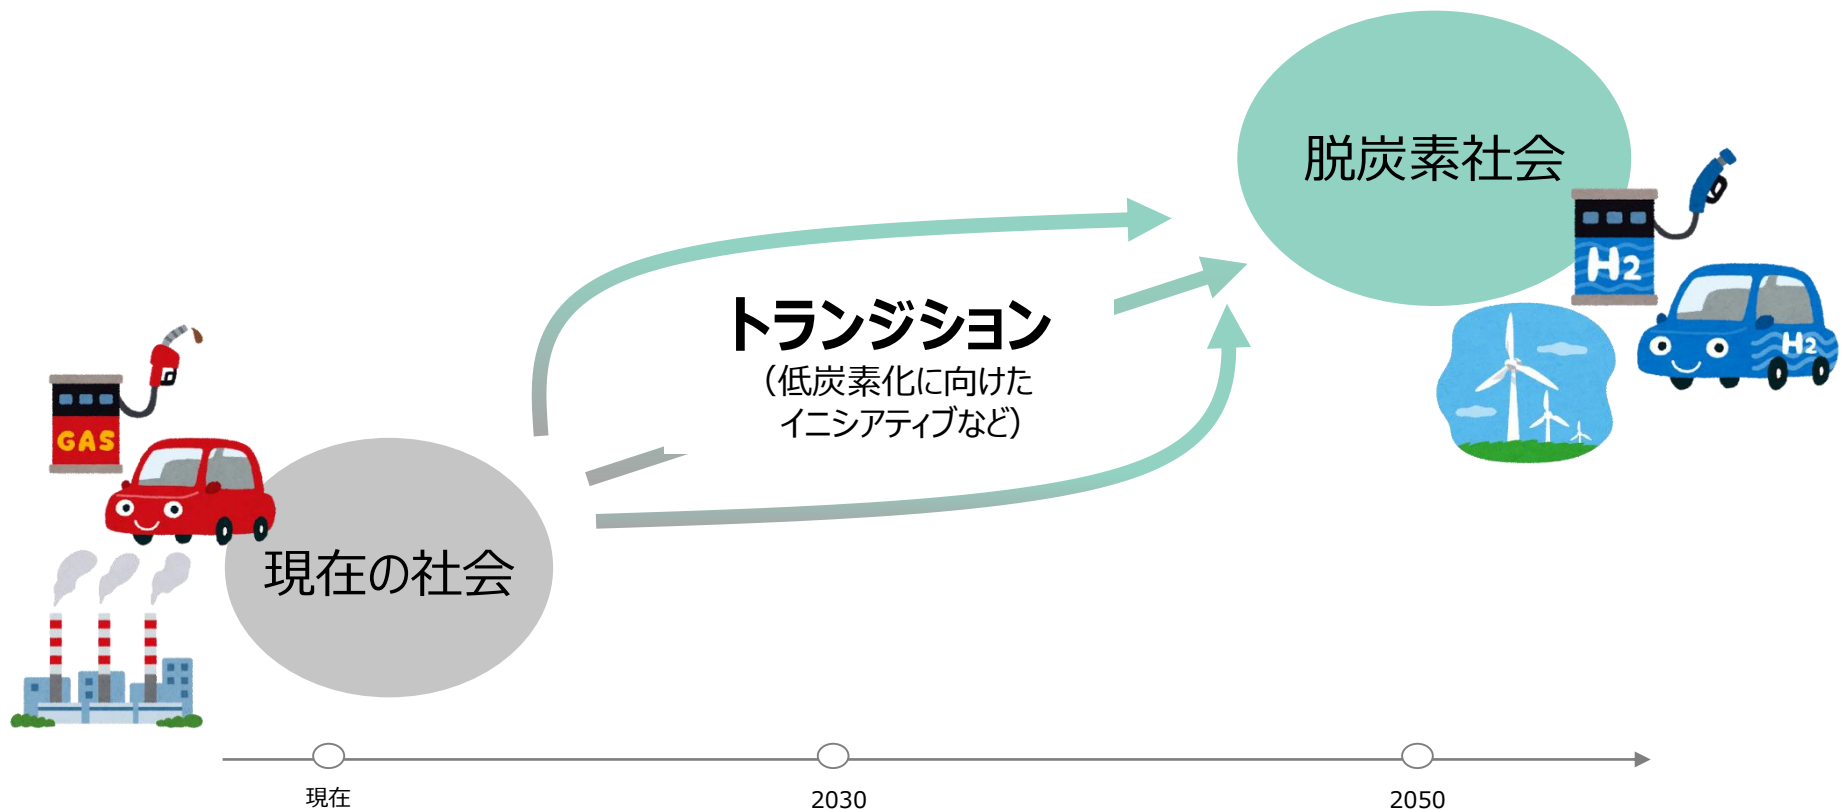 脱炭素社会
H2
H2
トランジション
（低炭素化に向けた
イニシアティブなど）
GAS
現在の社会
現在
2030
2050